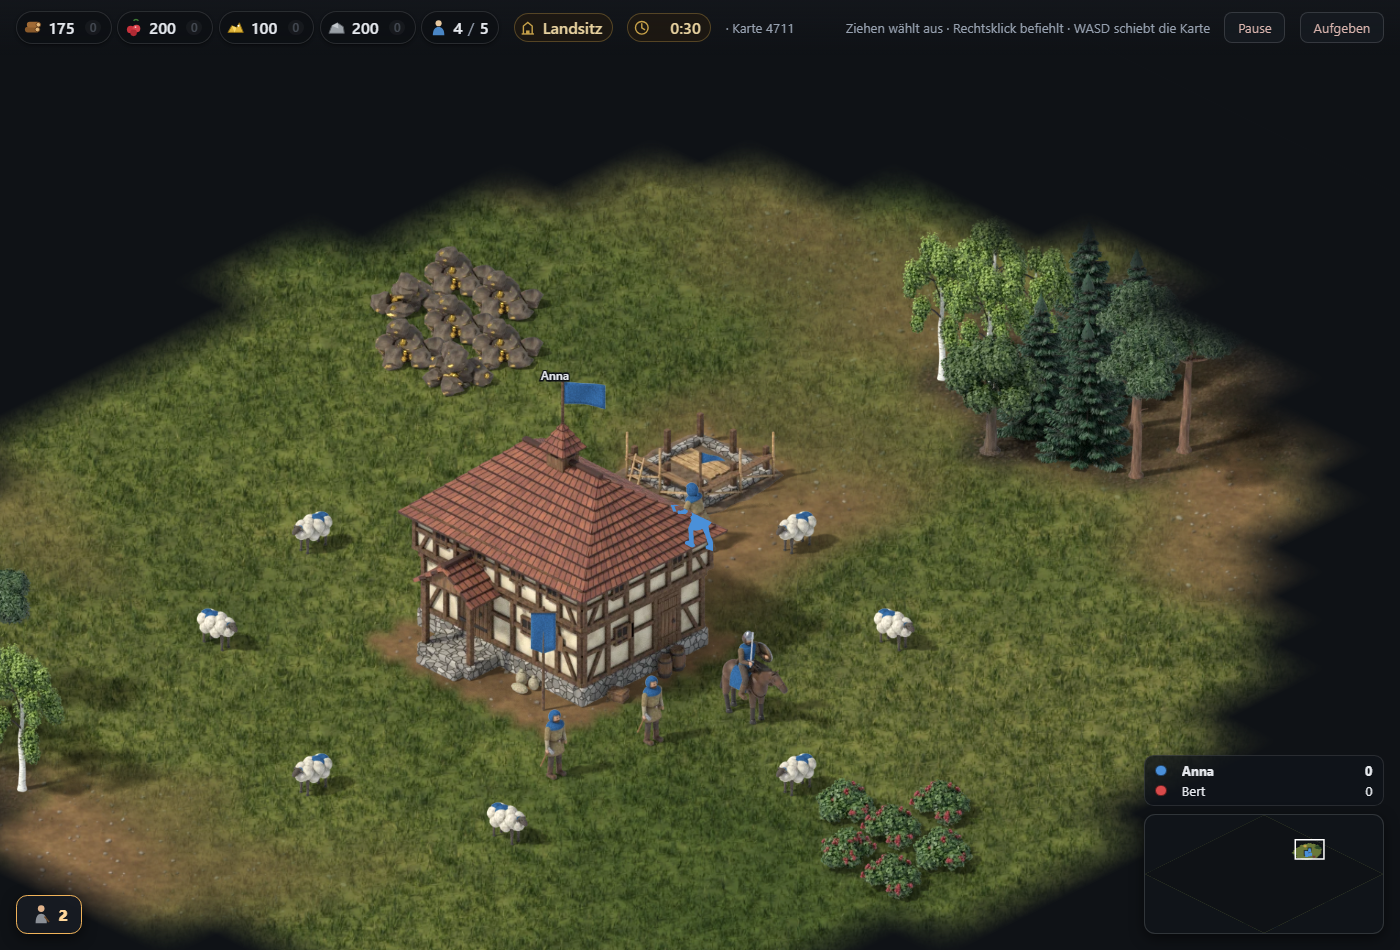 175 0 200 0 100 0 200 0 4 / 5 Landsitz 0:30 · Karte 4711 Ziehen wählt aus · Rechtsklick befiehlt · WASD schiebt die Karte Pause Aufgeben
Anna
Anna 0
Bert 0
2